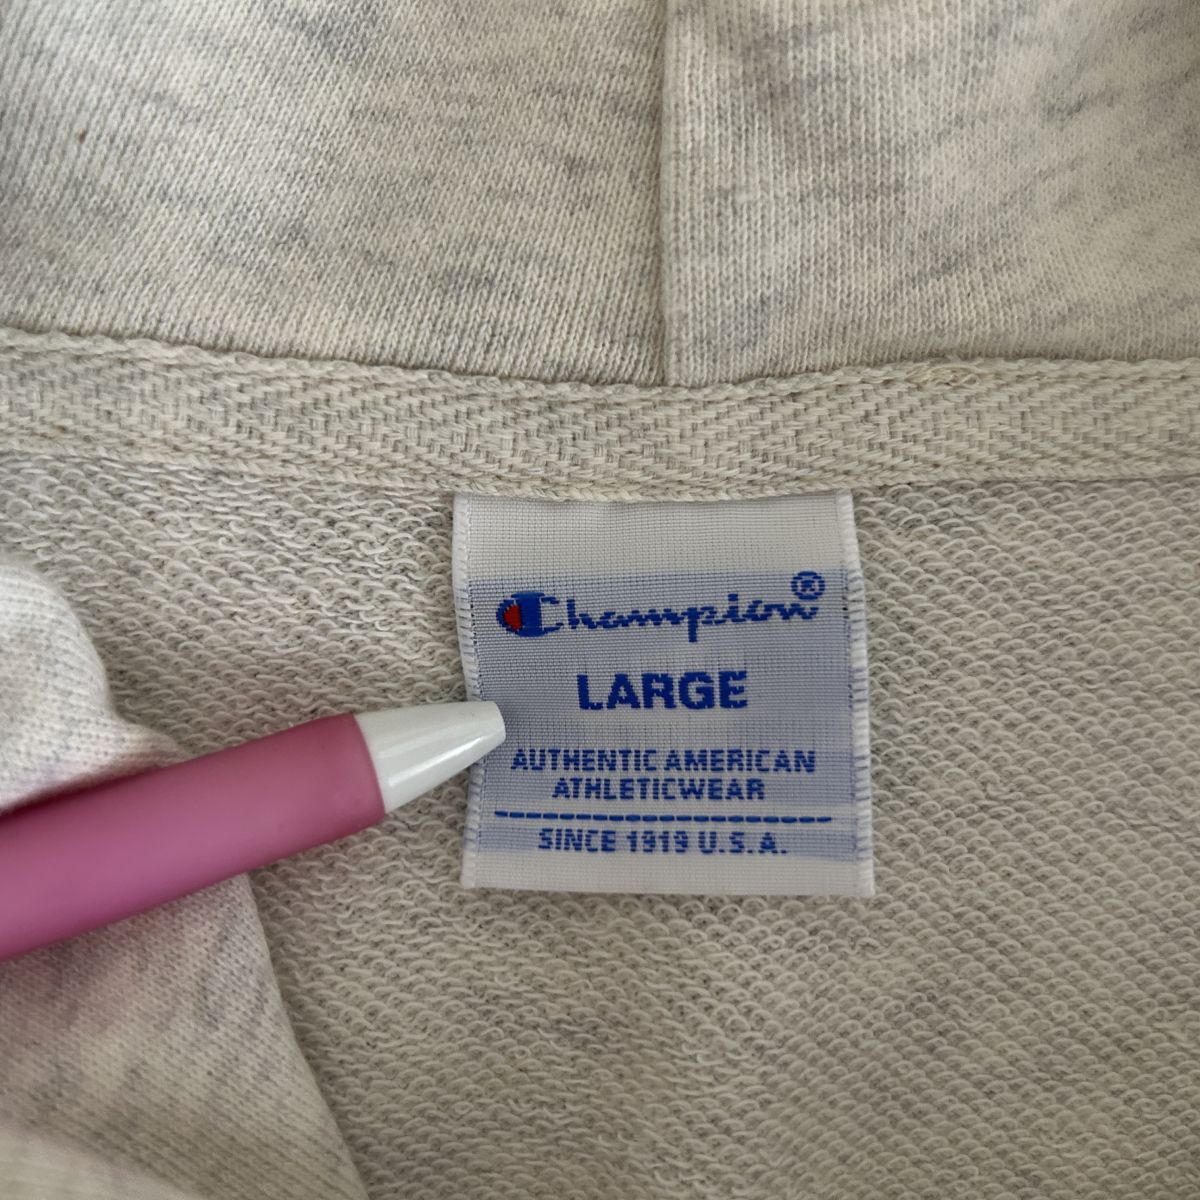 Champion®
LARGE
AUTHENTIC AMERICAN
ATHLETICWEAR
SINCE 1919 U.S.A.